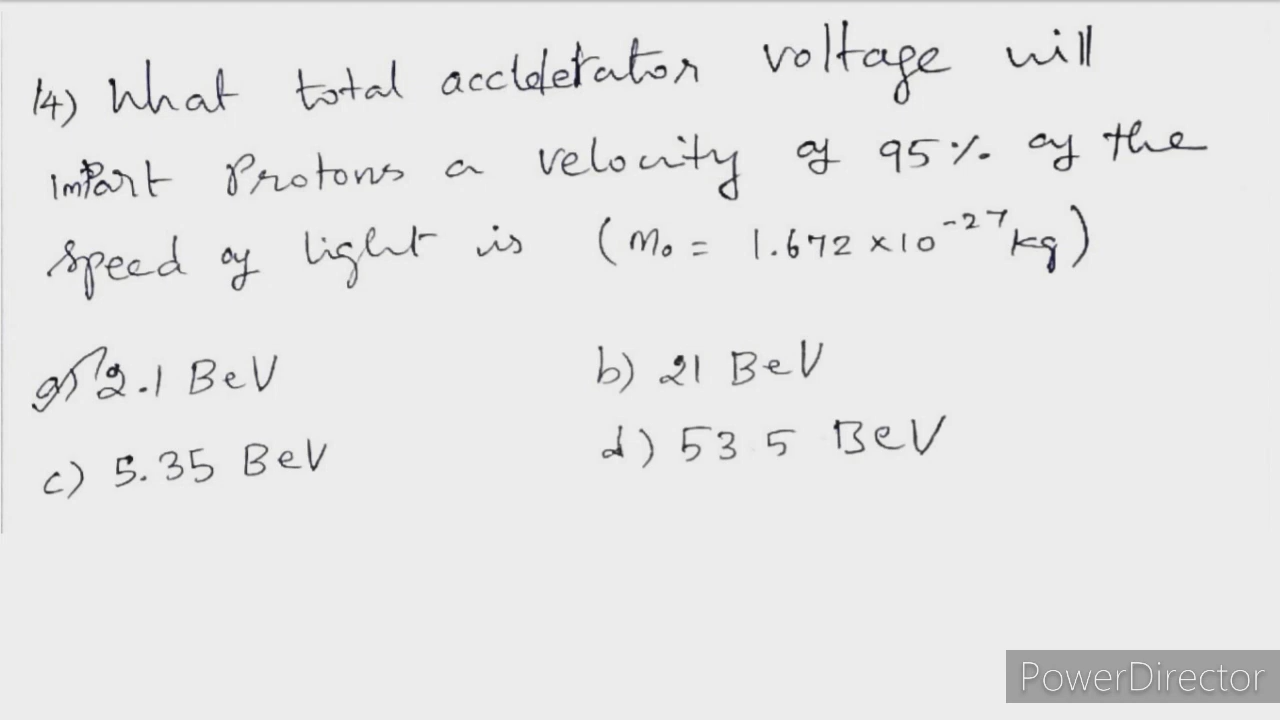 14) What total acclderator voltage will
impart Protons a velocity of 95% of the
speed of light is (m₀ = 1.672 ×10⁻²⁷ kg)
a) 2.1 BeV b) 21 BeV
c) 5.35 BeV d) 53 5 BeV
PowerDirector